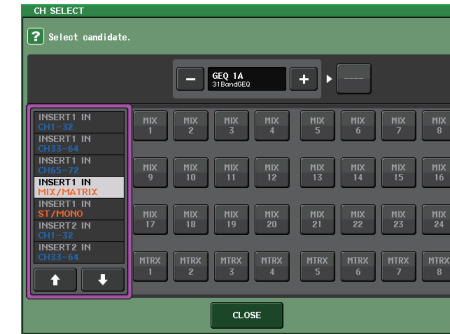 CH SELECT
? Select candidate.
− GEQ 1A 31BandGEQ + ----
INSERT1 IN
CH1-32
INSERT1 IN
CH33-64
INSERT1 IN
CH65-72
INSERT1 IN
MIX/MATRIX
INSERT1 IN
ST/MONO
INSERT2 IN
CH1-32
INSERT2 IN
CH33-64
MIX 1 MIX 2 MIX 3 MIX 4 MIX 5 MIX 6 MIX 7 MIX 8
MIX 9 MIX 10 MIX 11 MIX 12 MIX 13 MIX 14 MIX 15 MIX 16
MIX 17 MIX 18 MIX 19 MIX 20 MIX 21 MIX 22 MIX 23 MIX 24
MTRX 1 MTRX 2 MTRX 3 MTRX 4 MTRX 5 MTRX 6 MTRX 7 MTRX 8
CLOSE